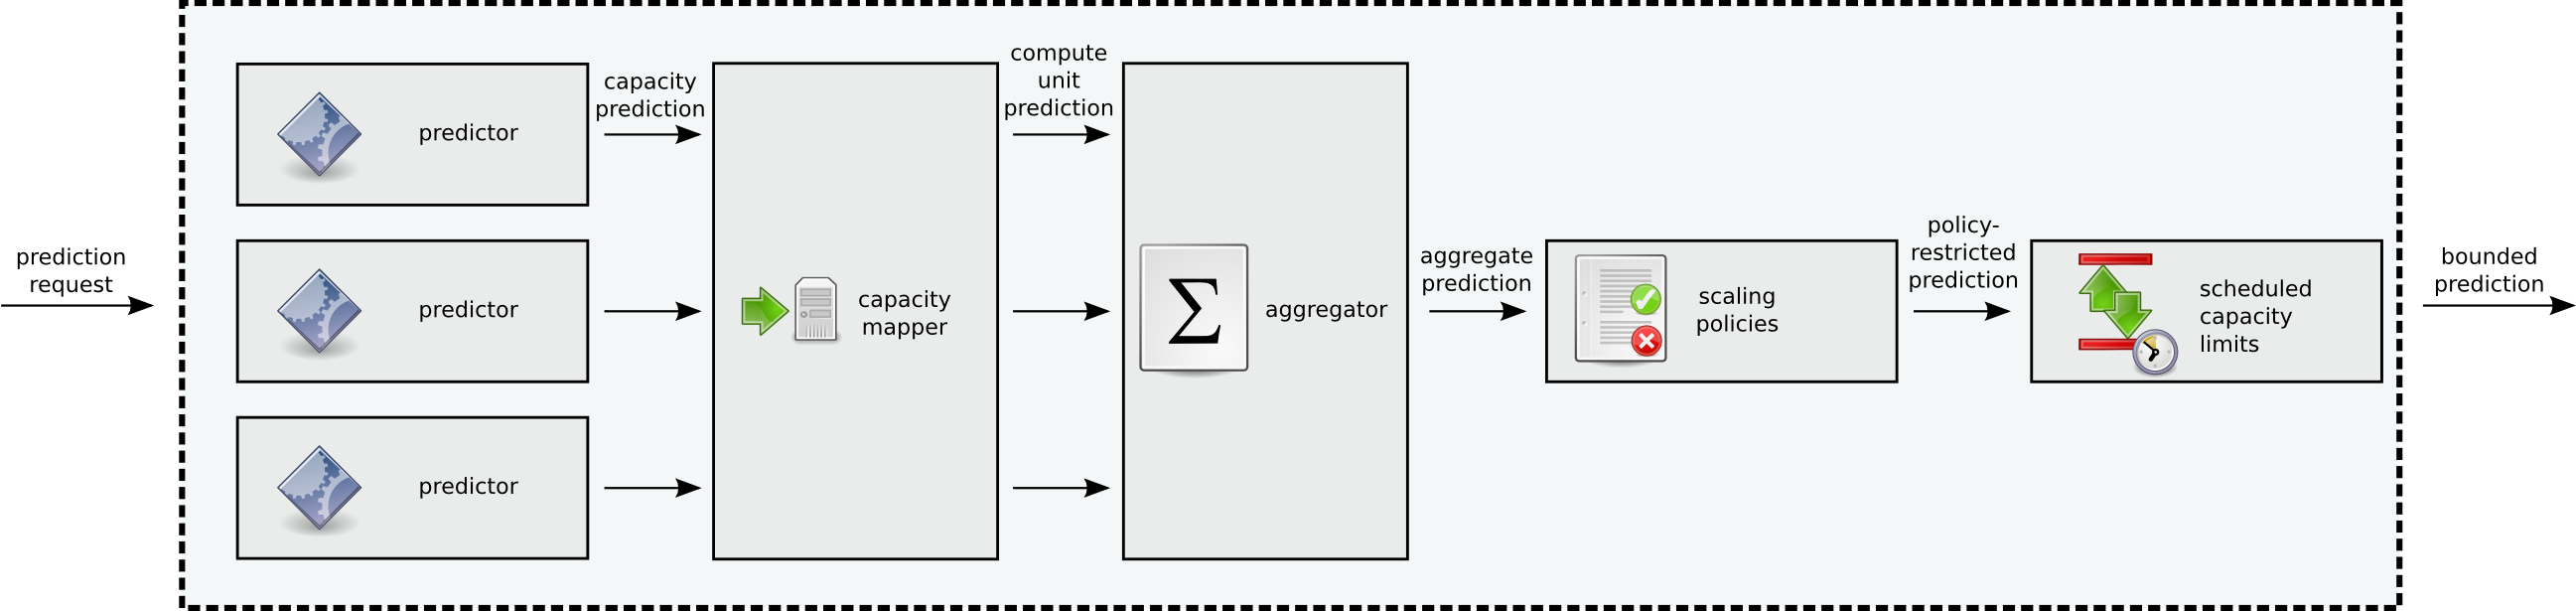 prediction
request
predictor
predictor
predictor
capacity
prediction
capacity
mapper
compute
unit
prediction
Σ
aggregator
aggregate
prediction
scaling
policies
policy-
restricted
prediction
scheduled
capacity
limits
bounded
prediction